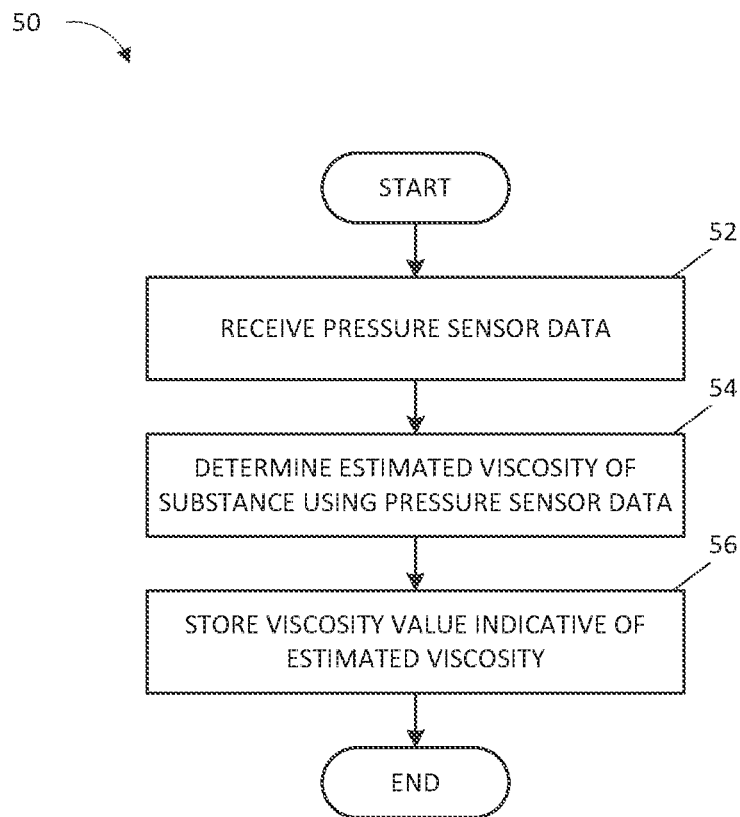 50
START
52
RECEIVE PRESSURE SENSOR DATA
54
DETERMINE ESTIMATED VISCOSITY OF
SUBSTANCE USING PRESSURE SENSOR DATA
56
STORE VISCOSITY VALUE INDICATIVE OF
ESTIMATED VISCOSITY
END